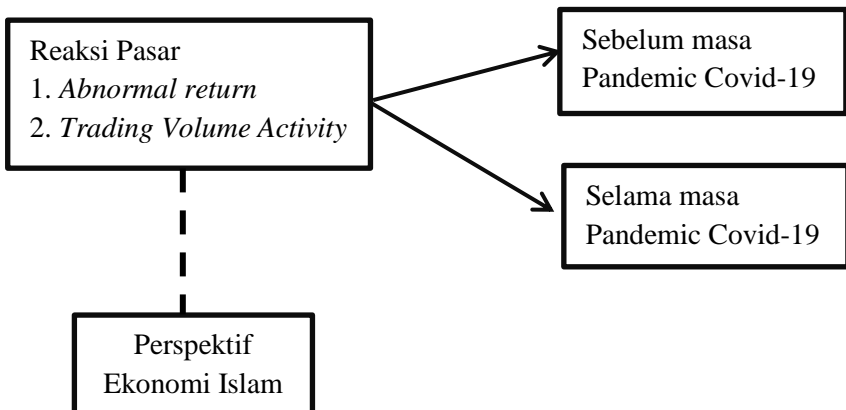 Reaksi Pasar
1. Abnormal return
2. Trading Volume Activity
Sebelum masa
Pandemic Covid-19
Selama masa
Pandemic Covid-19
Perspektif
Ekonomi Islam